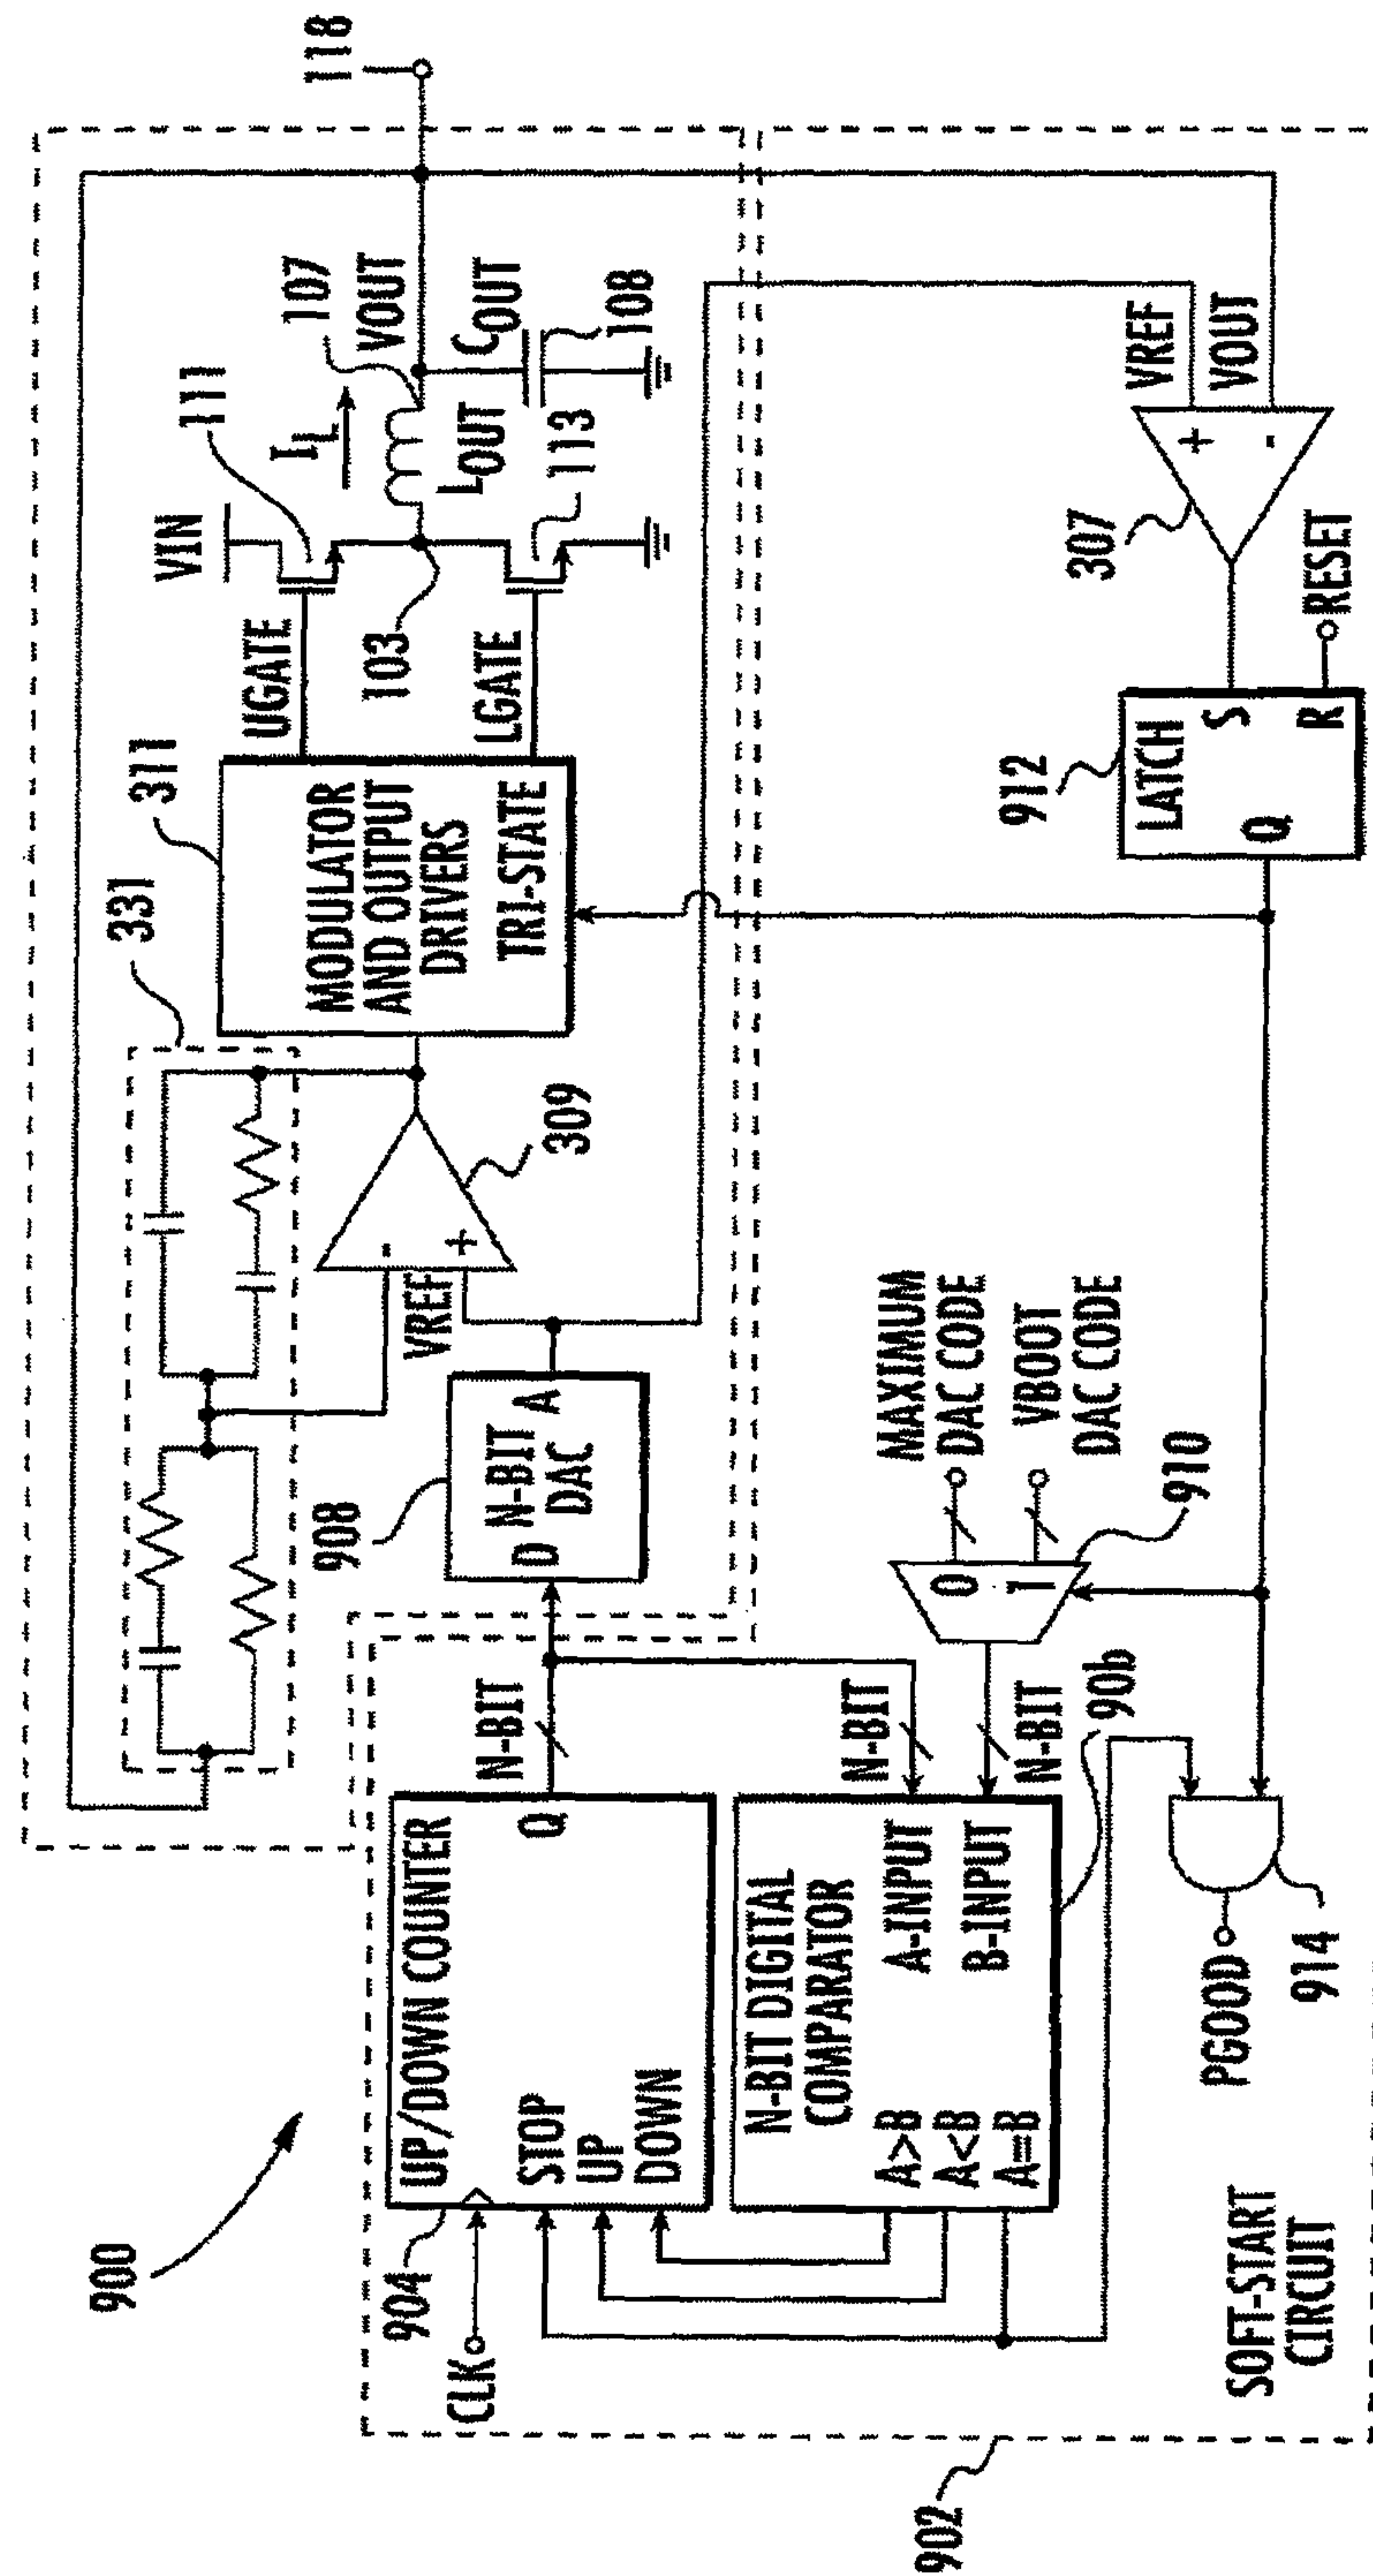 900
902
SOFT-START
CIRCUIT
904
CLK
UP/DOWN COUNTER
STOP
UP
DOWN
Q
N-BIT
N-BIT DIGITAL
COMPARATOR
A>B
A<B
A=B
A-INPUT
B-INPUT
N-BIT
N-BIT
906
PGOOD
914
910
0
1
MAXIMUM
DAC CODE
VBOOT
DAC CODE
908
N-BIT
DAC
D
A
VREF
-
+
309
331
311
MODULATOR
AND OUTPUT
DRIVERS
TRI-STATE
UGATE
LGATE
VIN
111
103
113
IL
LOUT
107
VOUT
COUT
108
118
912
LATCH
Q
S
R
RESET
307
+
-
VREF
VOUT